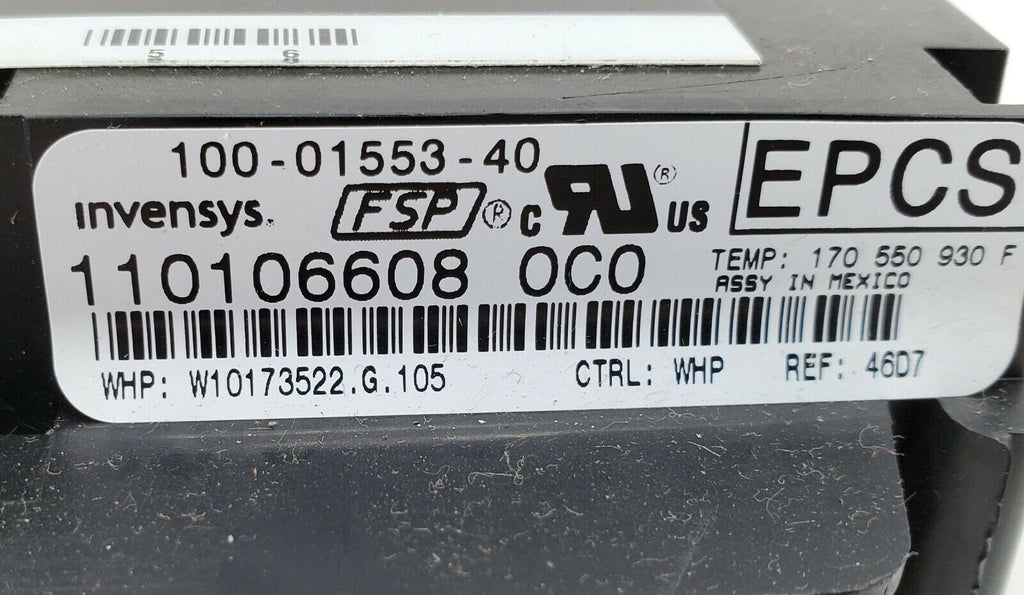 100-01553-40
invensys. FSP ® C RU ® US
EPCS
110106608 0C0
TEMP: 170 550 930 F
ASSY IN MEXICO
WHP: W10173522.G.105 CTRL: WHP REF: 46D7